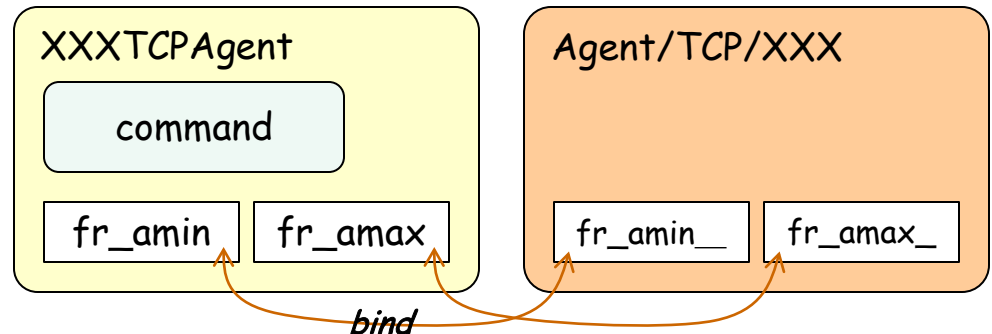 XXXTCPAgent
Agent/TCP/XXX
command
fr_amin
fr_amax
fr_amin__
fr_amax_
bind